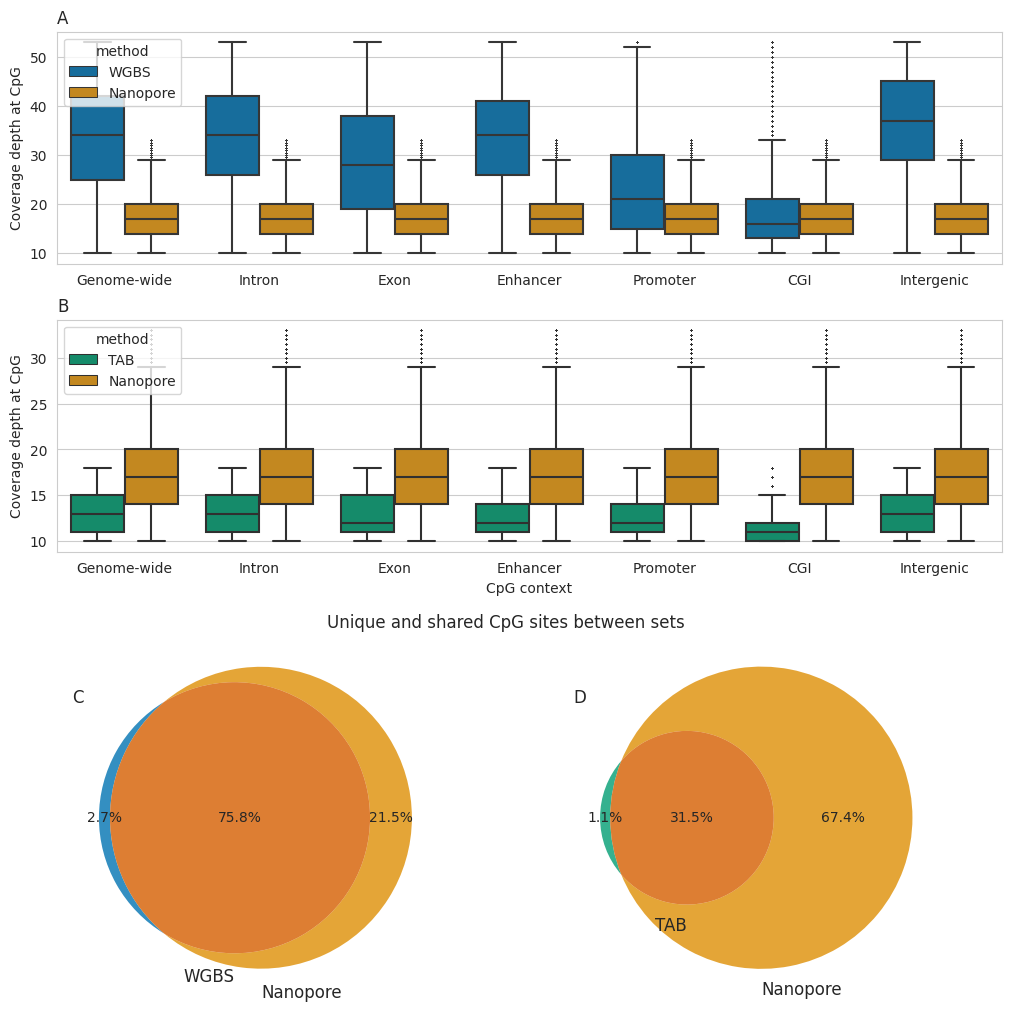 A
Coverage depth at CpG
50
40
30
20
10
method
WGBS
Nanopore
Genome-wide Intron Exon Enhancer Promoter CGI Intergenic
B
Coverage depth at CpG
30
25
20
15
10
method
TAB
Nanopore
Genome-wide Intron Exon Enhancer Promoter CGI Intergenic
CpG context
Unique and shared CpG sites between sets
C
2.7% 75.8% 21.5%
WGBS
Nanopore
D
1.1% 31.5% 67.4%
TAB
Nanopore